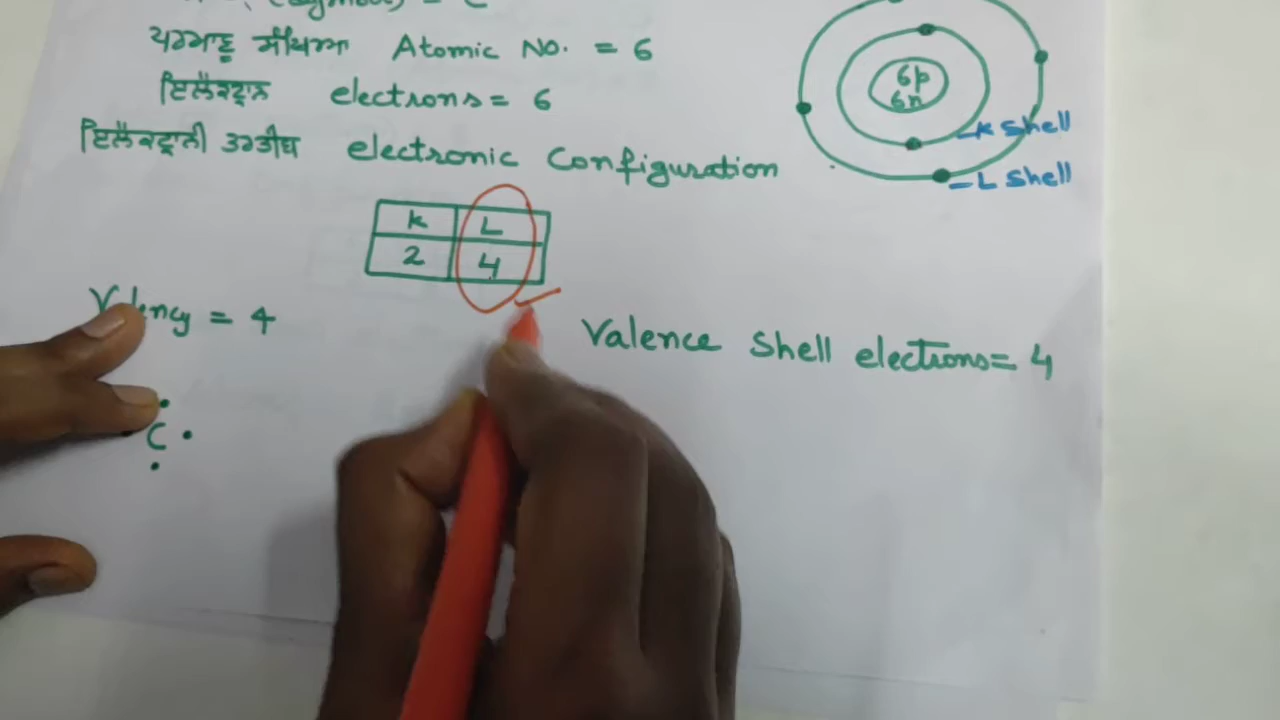 (Symbol) = C
ਪਰਮਾਣੂ ਸੰਖਿਆ Atomic No. = 6
ਇਲੈਕਟ੍ਰਾਨ electrons = 6
ਇਲੈਕਟ੍ਰਾਨੀ ਤਰਤੀਬ electronic Configuration
K L
2 4
Valency = 4
Valence Shell electrons = 4
C
6p
6n
K Shell
L Shell